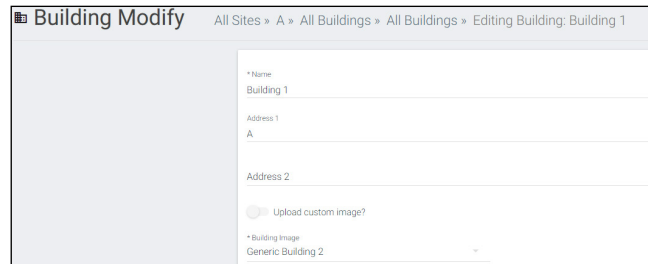 Building Modify
All Sites » A » All Buildings » All Buildings » Editing Building: Building 1
* Name
Building 1
Address 1
A
Address 2
Upload custom image?
* Building Image
Generic Building 2